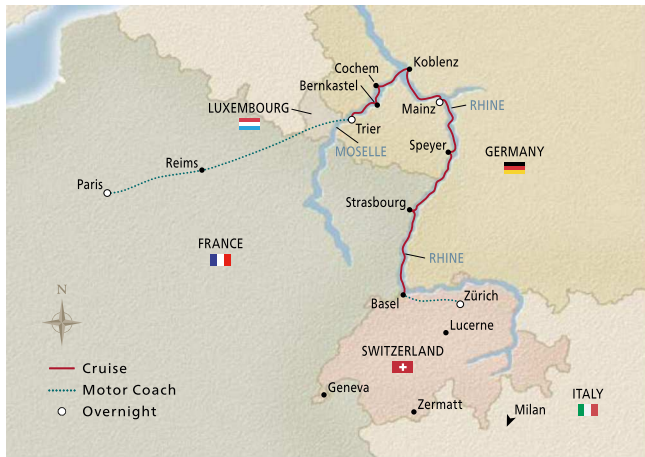 Koblenz
Cochem
Bernkastel
LUXEMBOURG
Mainz
RHINE
Trier
MOSELLE
Speyer
GERMANY
Reims
Paris
Strasbourg
FRANCE
RHINE
N
Basel
Zürich
Lucerne
SWITZERLAND
Cruise
Motor Coach
Overnight
Geneva
Zermatt
Milan
ITALY